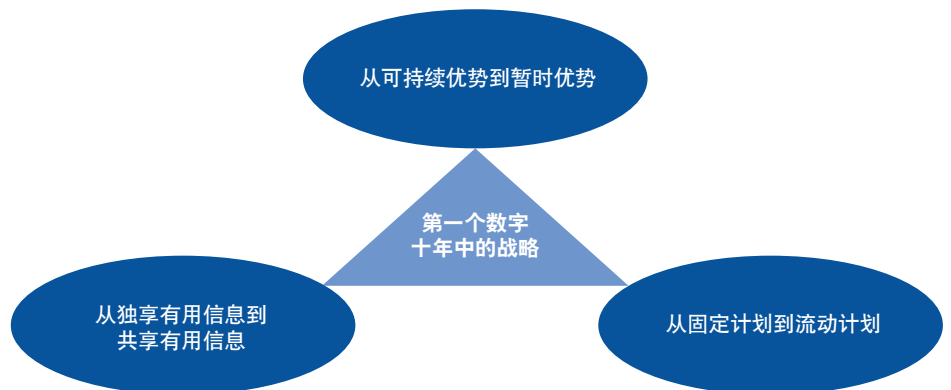 从可持续优势到暂时优势
第一个数字
十年中的战略
从独享有用信息到
共享有用信息
从固定计划到流动计划